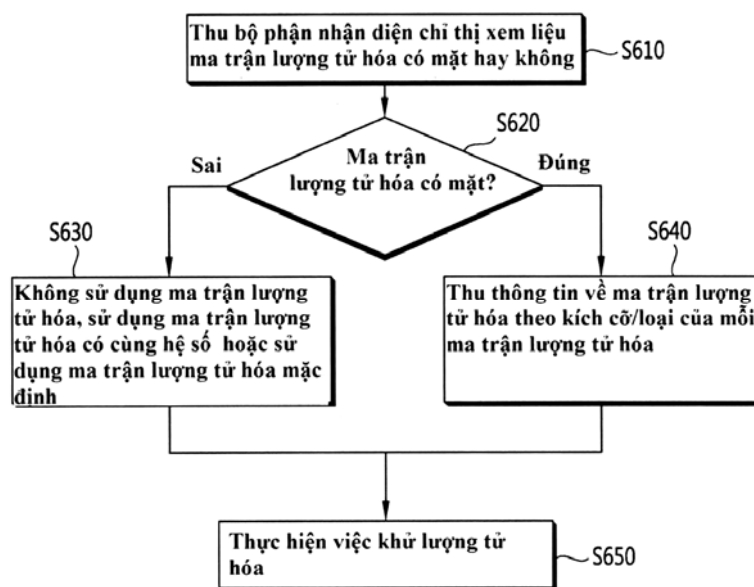 Thu bộ phận nhận diện chỉ thị xem liệu
ma trận lượng tử hóa có mặt hay không
S610
S620
Ma trận
lượng tử hóa có mặt?
Sai
Đúng
S630
Không sử dụng ma trận lượng
tử hóa, sử dụng ma trận lượng
tử hóa có cùng hệ số hoặc sử
dụng ma trận lượng tử hóa mặc
định
S640
Thu thông tin về ma trận lượng
tử hóa theo kích cỡ/loại của mỗi
ma trận lượng tử hóa
Thực hiện việc khử lượng tử
hóa
S650